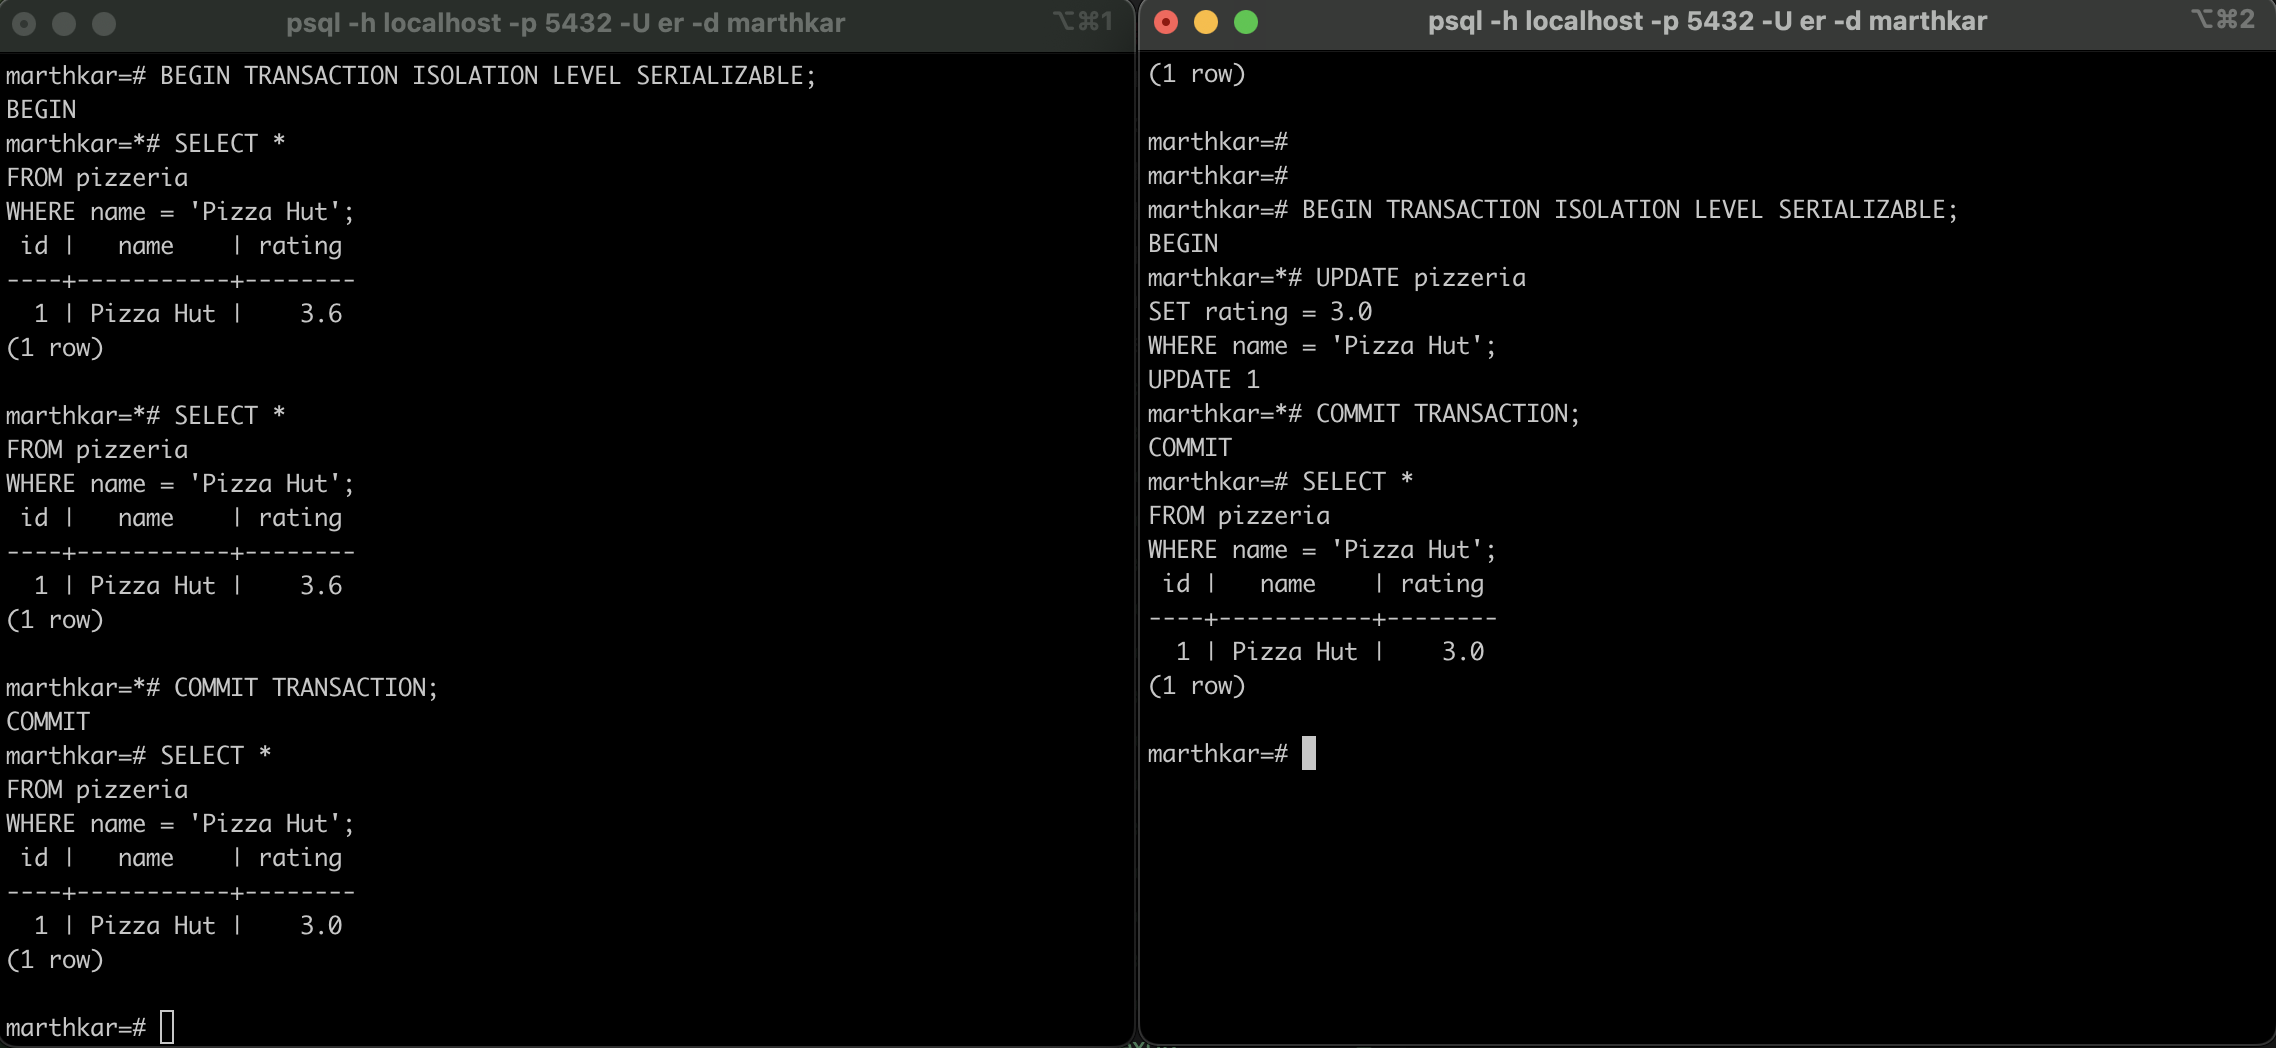 psql -h localhost -p 5432 -U er -d marthkar ⌥⌘1
marthkar=# BEGIN TRANSACTION ISOLATION LEVEL SERIALIZABLE;
BEGIN
marthkar=*# SELECT *
FROM pizzeria
WHERE name = 'Pizza Hut';
 id |   name    | rating
----+-----------+--------
  1 | Pizza Hut |    3.6
(1 row)

marthkar=*# SELECT *
FROM pizzeria
WHERE name = 'Pizza Hut';
 id |   name    | rating
----+-----------+--------
  1 | Pizza Hut |    3.6
(1 row)

marthkar=*# COMMIT TRANSACTION;
COMMIT
marthkar=# SELECT *
FROM pizzeria
WHERE name = 'Pizza Hut';
 id |   name    | rating
----+-----------+--------
  1 | Pizza Hut |    3.0
(1 row)

marthkar=#
psql -h localhost -p 5432 -U er -d marthkar ⌥⌘2
(1 row)

marthkar=#
marthkar=#
marthkar=# BEGIN TRANSACTION ISOLATION LEVEL SERIALIZABLE;
BEGIN
marthkar=*# UPDATE pizzeria
SET rating = 3.0
WHERE name = 'Pizza Hut';
UPDATE 1
marthkar=*# COMMIT TRANSACTION;
COMMIT
marthkar=# SELECT *
FROM pizzeria
WHERE name = 'Pizza Hut';
 id |   name    | rating
----+-----------+--------
  1 | Pizza Hut |    3.0
(1 row)

marthkar=#